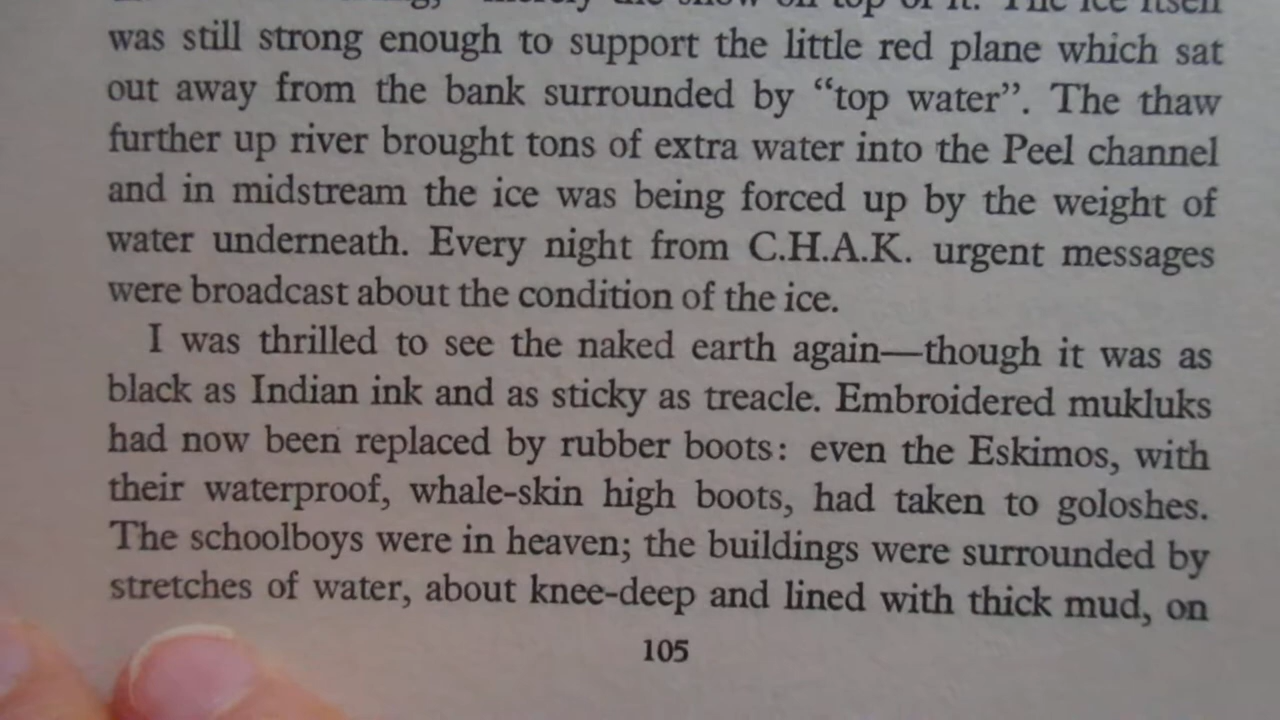 top of it. The ice itself
was still strong enough to support the little red plane which sat
out away from the bank surrounded by “top water”. The thaw
further up river brought tons of extra water into the Peel channel
and in midstream the ice was being forced up by the weight of
water underneath. Every night from C.H.A.K. urgent messages
were broadcast about the condition of the ice.
I was thrilled to see the naked earth again—though it was as
black as Indian ink and as sticky as treacle. Embroidered mukluks
had now been replaced by rubber boots: even the Eskimos, with
their waterproof, whale-skin high boots, had taken to goloshes.
The schoolboys were in heaven; the buildings were surrounded by
stretches of water, about knee-deep and lined with thick mud, on
105